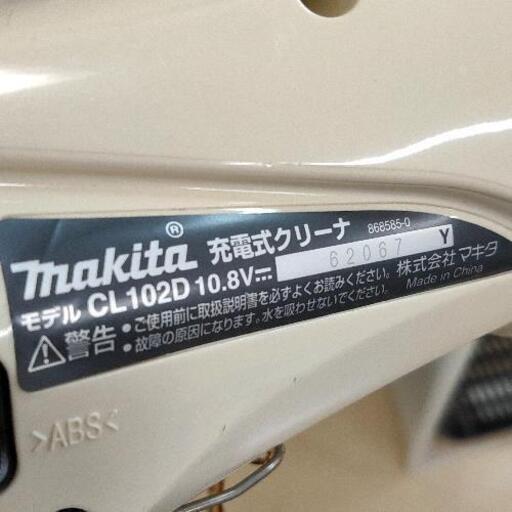 makita® 充電式クリーナ 868585-0
モデル CL102D 10.8V⎓ 62067 Y
⚠警告 ・ご使用前に取扱説明書を必ずよくお読みください。 株式会社マキタ
・故障の原因になります。水を吸わせないでください。 Made in China
>ABS<